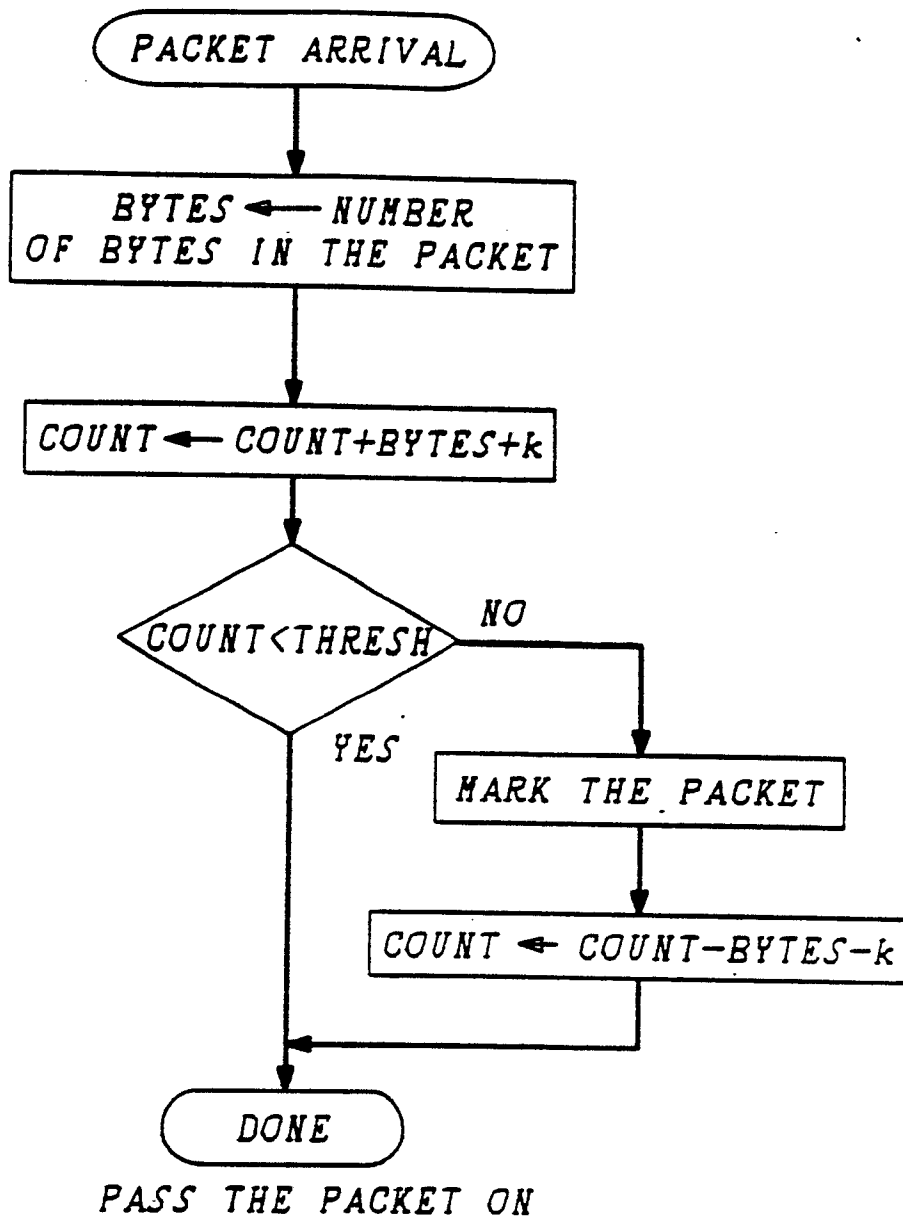 PACKET ARRIVAL
BYTES ← NUMBER
OF BYTES IN THE PACKET
COUNT ← COUNT+BYTES+k
COUNT<THRESH
NO
YES
MARK THE PACKET
COUNT ← COUNT-BYTES-k
DONE
PASS THE PACKET ON